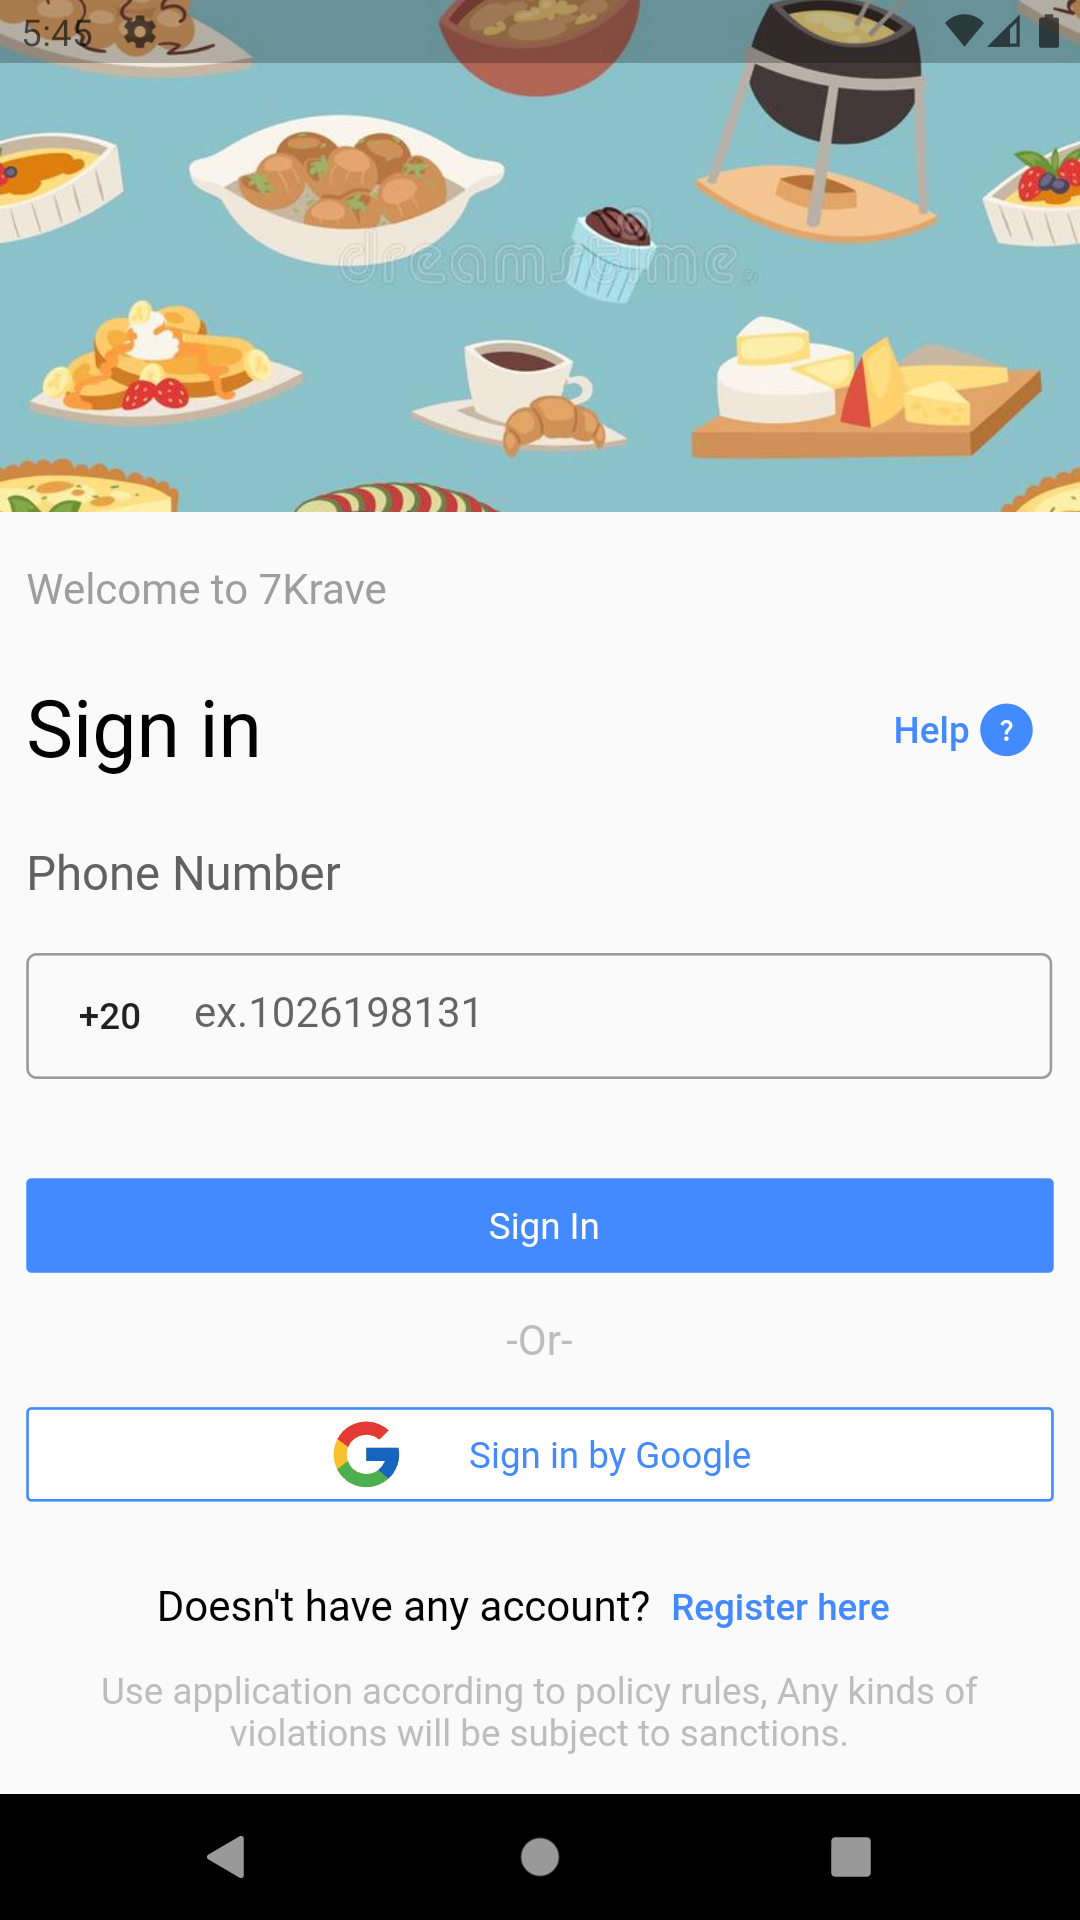 5:45
dreamstime
Welcome to 7Krave
Sign in
Help ?
Phone Number
+20 ex.1026198131
Sign In
-Or-
Sign in by Google
Doesn't have any account? Register here
Use application according to policy rules, Any kinds of
violations will be subject to sanctions.